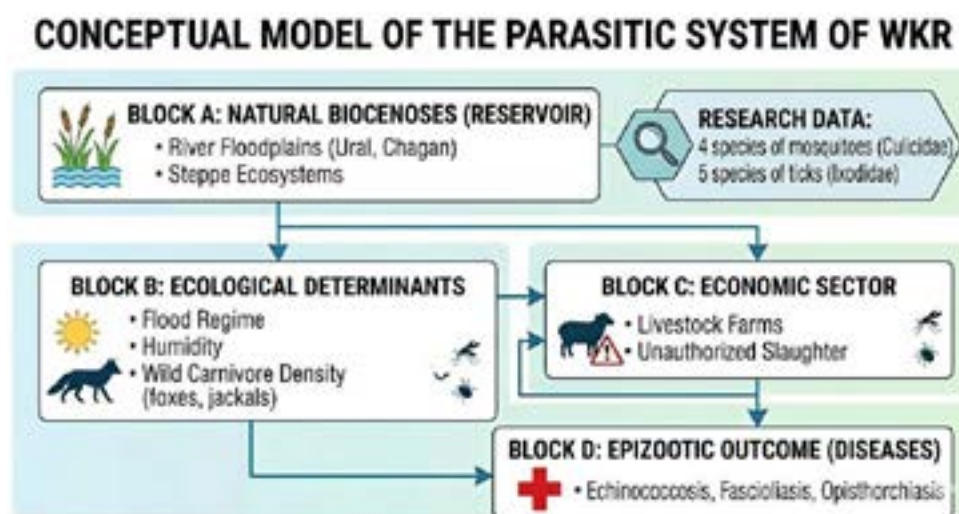 CONCEPTUAL MODEL OF THE PARASITIC SYSTEM OF WKR
BLOCK A: NATURAL BIOCENOSES (RESERVOIR)
• River Floodplains (Ural, Chagan)
• Steppe Ecosystems
RESEARCH DATA:
4 species of mosquitoes (Culicidae)
5 species of ticks (Ixodidae)
BLOCK B: ECOLOGICAL DETERMINANTS
• Flood Regime
• Humidity
• Wild Carnivore Density
(foxes, jackals)
BLOCK C: ECONOMIC SECTOR
• Livestock Farms
• Unauthorized Slaughter
BLOCK D: EPIZOOTIC OUTCOME (DISEASES)
• Echinococcosis, Fascioliasis, Opisthorchiasis